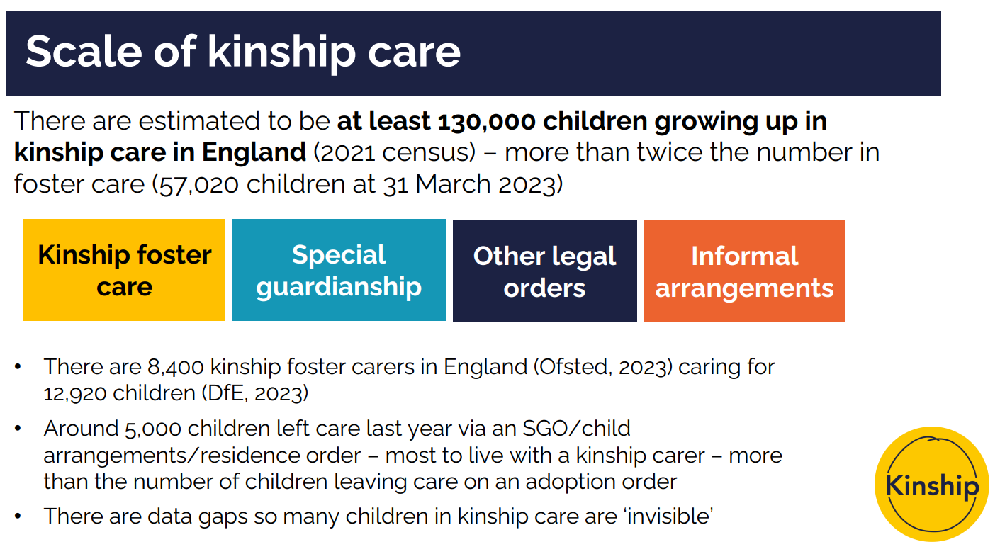 Scale of kinship care
There are estimated to be at least 130,000 children growing up in
kinship care in England (2021 census) – more than twice the number in
foster care (57,020 children at 31 March 2023)
Kinship foster
care
Special
guardianship
Other legal
orders
Informal
arrangements
• There are 8,400 kinship foster carers in England (Ofsted, 2023) caring for
12,920 children (DfE, 2023)
• Around 5,000 children left care last year via an SGO/child
arrangements/residence order – most to live with a kinship carer – more
than the number of children leaving care on an adoption order
• There are data gaps so many children in kinship care are ‘invisible’
Kinship